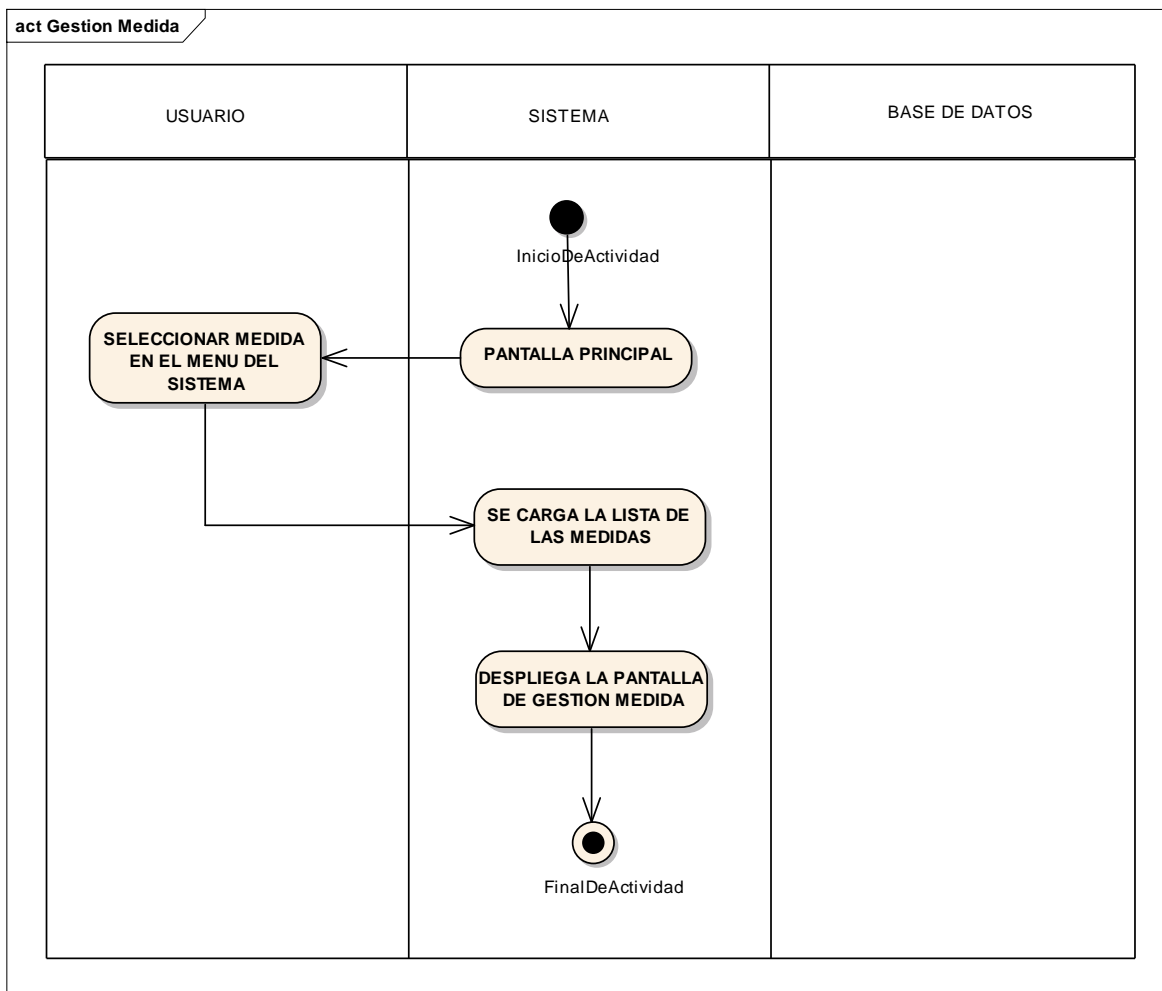 act Gestion Medida
USUARIO
SISTEMA
BASE DE DATOS
InicioDeActividad
SELECCIONAR MEDIDA
EN EL MENU DEL
SISTEMA
PANTALLA PRINCIPAL
SE CARGA LA LISTA DE
LAS MEDIDAS
DESPLIEGA LA PANTALLA
DE GESTION MEDIDA
FinalDeActividad